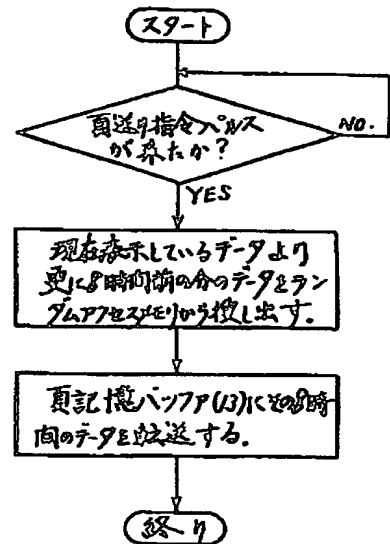 スタート
頁送り指令パルス
が来たか?
NO.
YES
現在表示しているデータより
更に8時間前の分のデータをラン
ダムアクセスメモリから捜し出す。
頁記憶バッファ(13)にその8時
間のデータを転送する。
終り